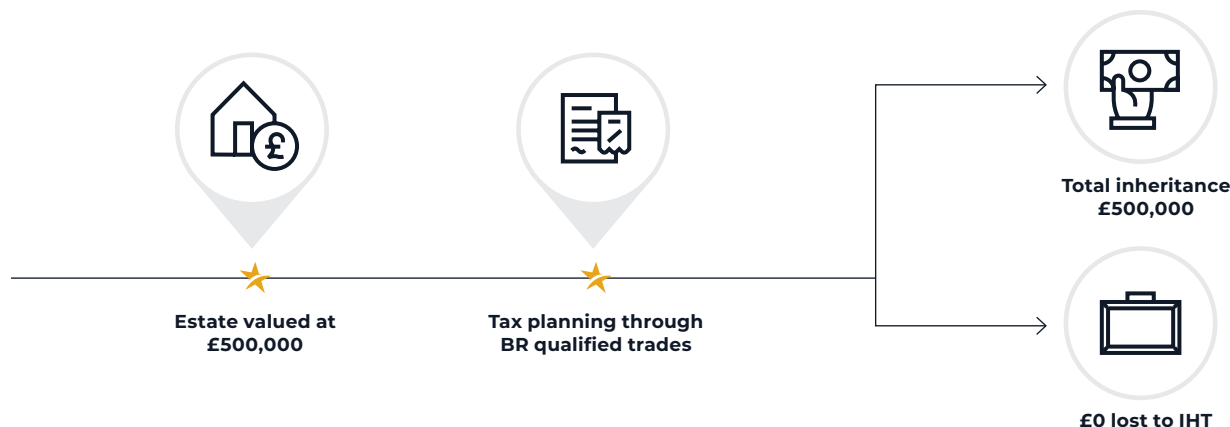 Estate valued at
£500,000
Tax planning through
BR qualified trades
Total inheritance
£500,000
£0 lost to IHT